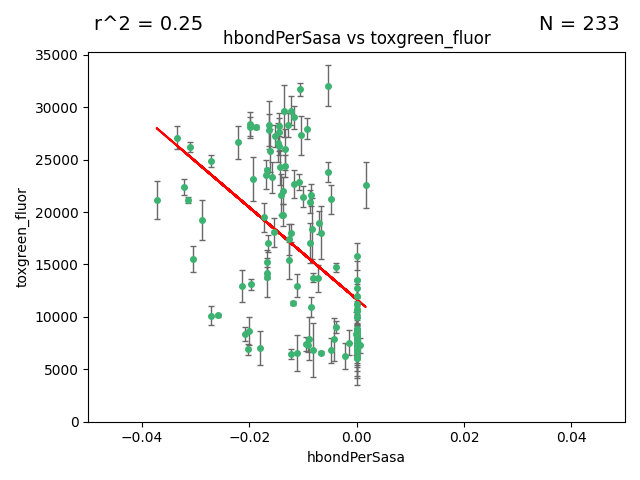 r^2 = 0.25
N = 233
hbondPerSasa vs toxgreen_fluor
35000
30000
25000
20000
15000
10000
5000
0
toxgreen_fluor
−0.04
−0.02
0.00
0.02
0.04
hbondPerSasa